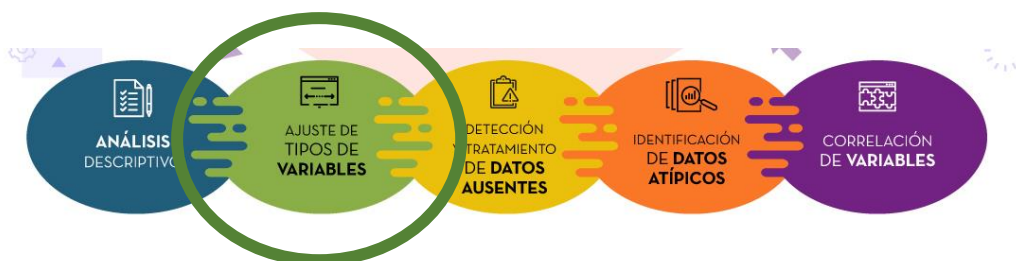 ANÁLISIS
DESCRIPTIVO
AJUSTE DE
TIPOS DE
VARIABLES
DETECCIÓN
Y TRATAMIENTO
DE DATOS
AUSENTES
IDENTIFICACIÓN
DE DATOS
ATÍPICOS
CORRELACIÓN
DE VARIABLES